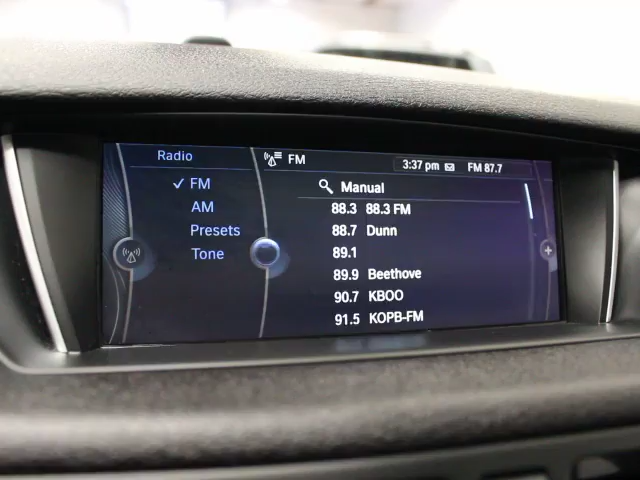 Radio
FM
3:37 pm FM 87.7
✓ FM
AM
Presets
Tone
Manual
88.3 88.3 FM
88.7 Dunn
89.1
89.9 Beethove
90.7 KBOO
91.5 KOPB-FM